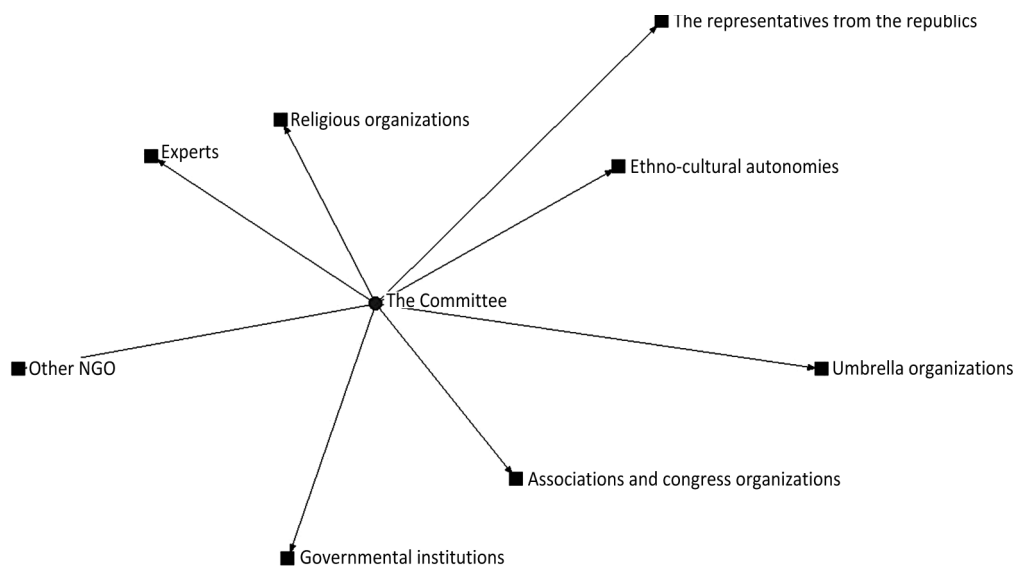 The representatives from the republics
Religious organizations
Experts
Ethno-cultural autonomies
The Committee
Other NGO
Umbrella organizations
Associations and congress organizations
Governmental institutions